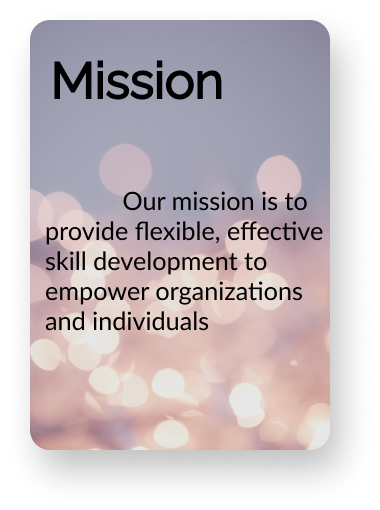 Mission
Our mission is to
provide flexible, effective
skill development to
empower organizations
and individuals